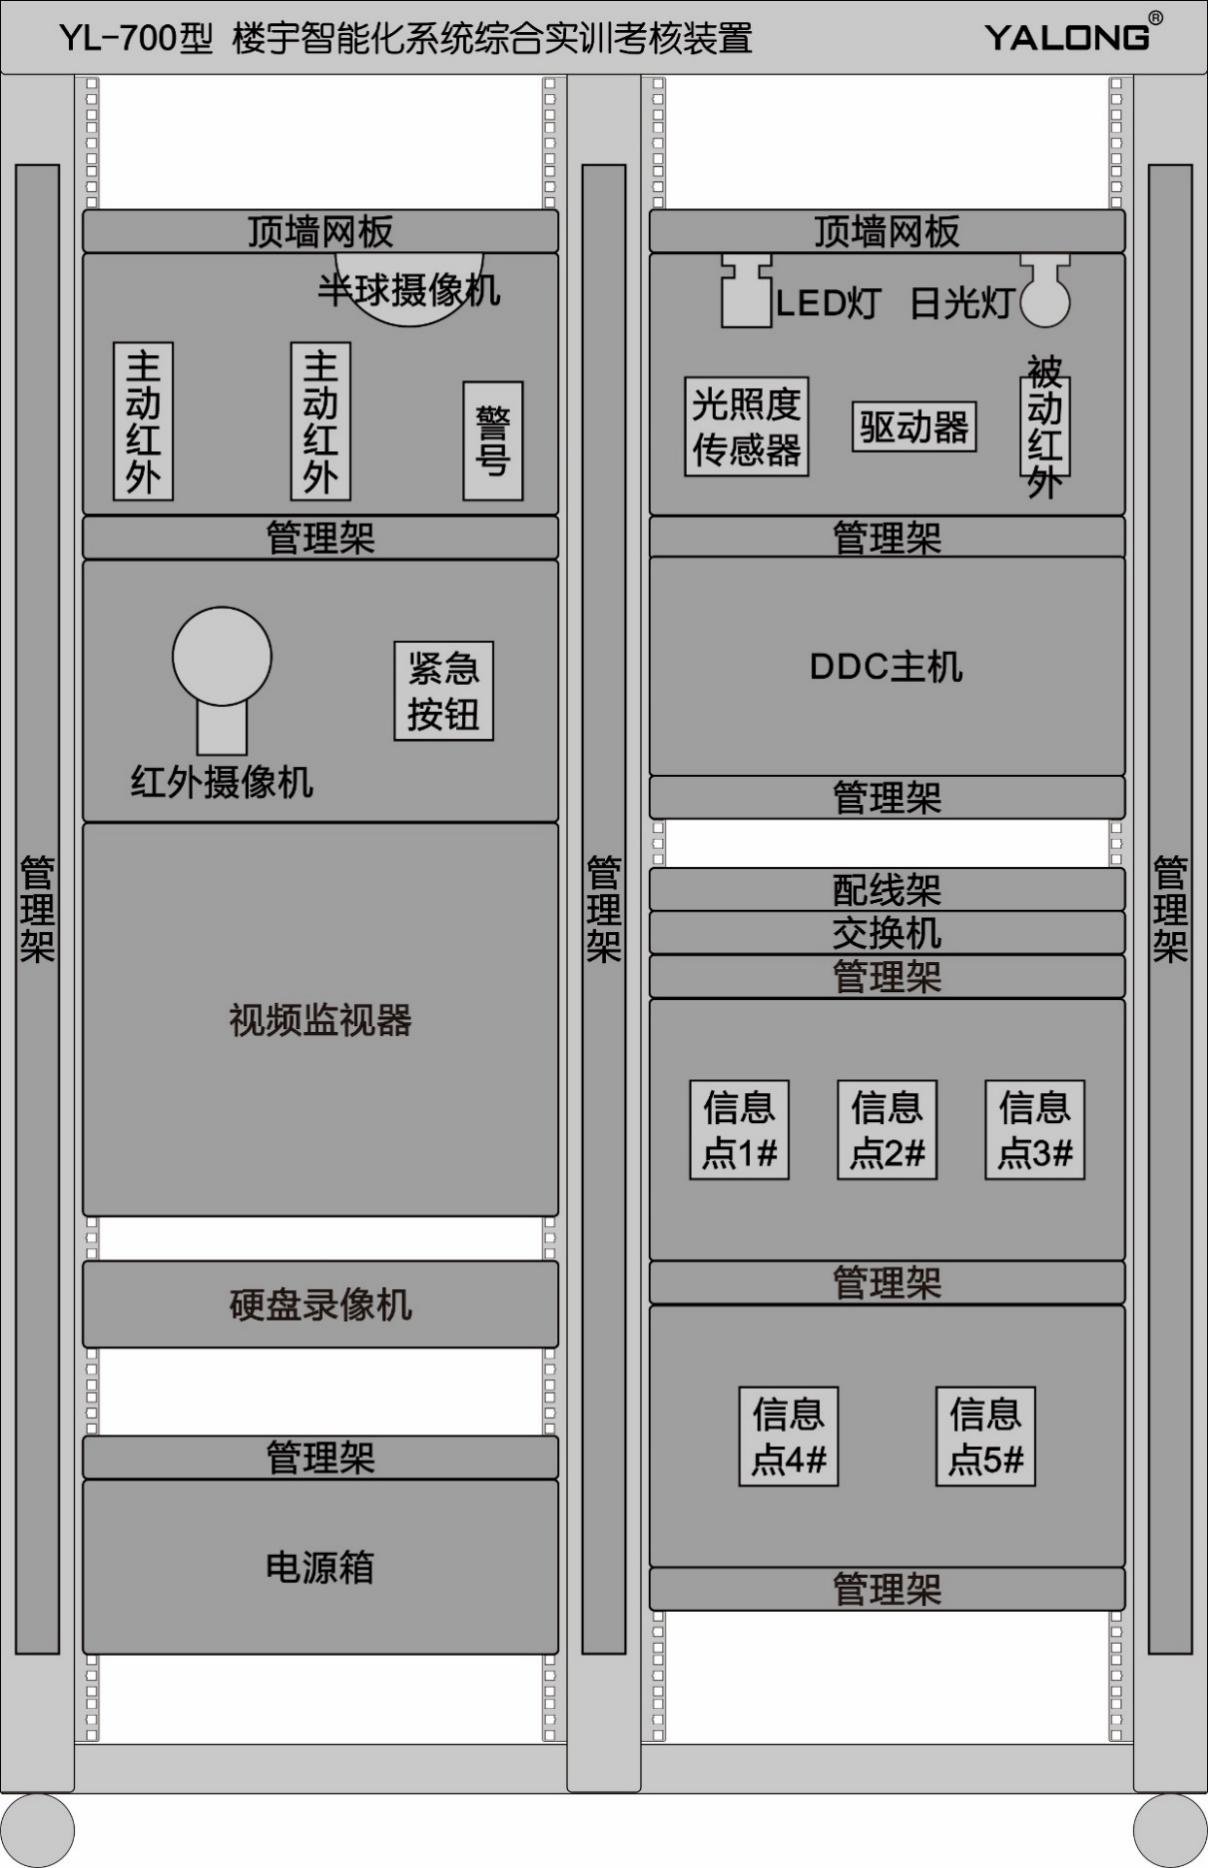 YL-700型 楼宇智能化系统综合实训考核装置
YALONG®
管理架
顶墙网板
半球摄像机
主动红外
主动红外
警号
管理架
红外摄像机
紧急
按钮
视频监视器
硬盘录像机
管理架
电源箱
管理架
顶墙网板
LED灯
日光灯
光照度
传感器
驱动器
被动红外
管理架
DDC主机
管理架
配线架
交换机
管理架
信息
点1#
信息
点2#
信息
点3#
管理架
信息
点4#
信息
点5#
管理架
管理架